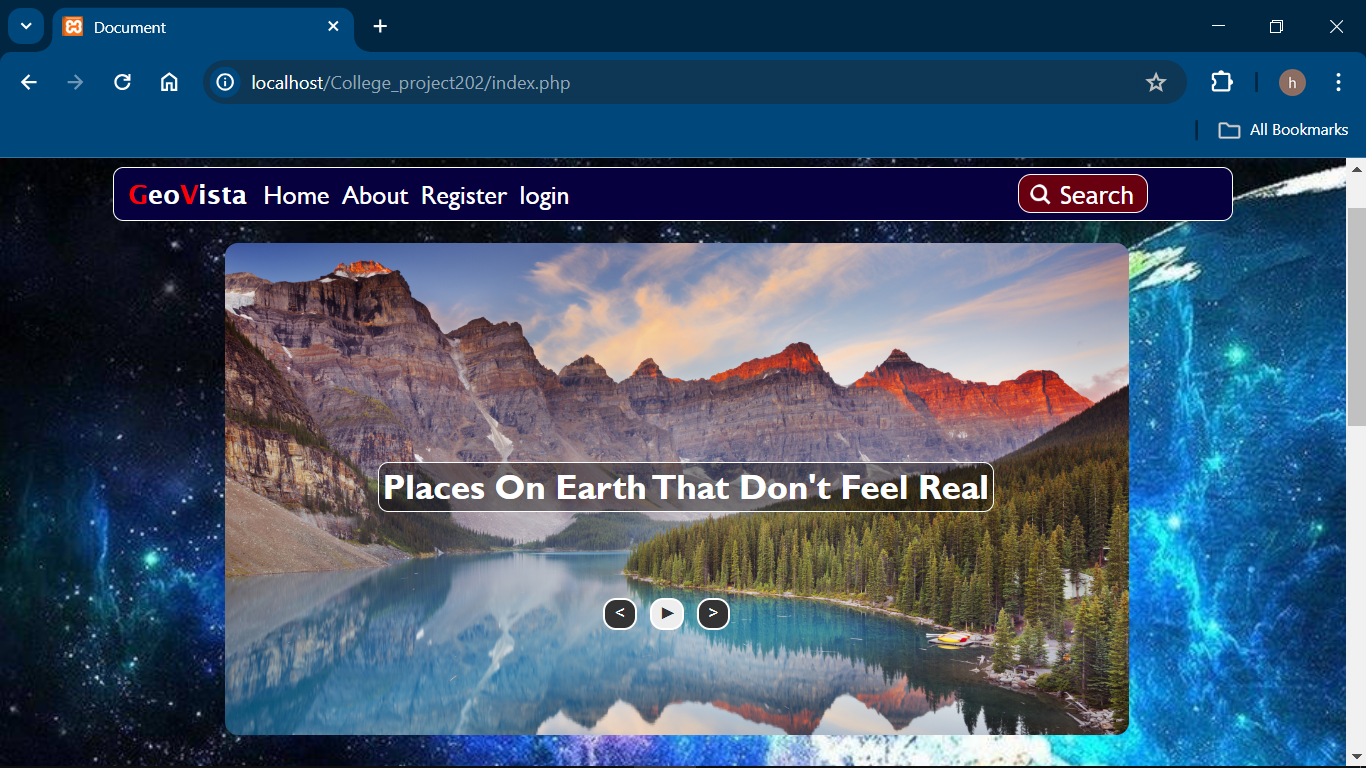 Document
localhost/College_project202/index.php
h
All Bookmarks
GeoVista Home About Register login Search
Places On Earth That Don't Feel Real
< ▶ >